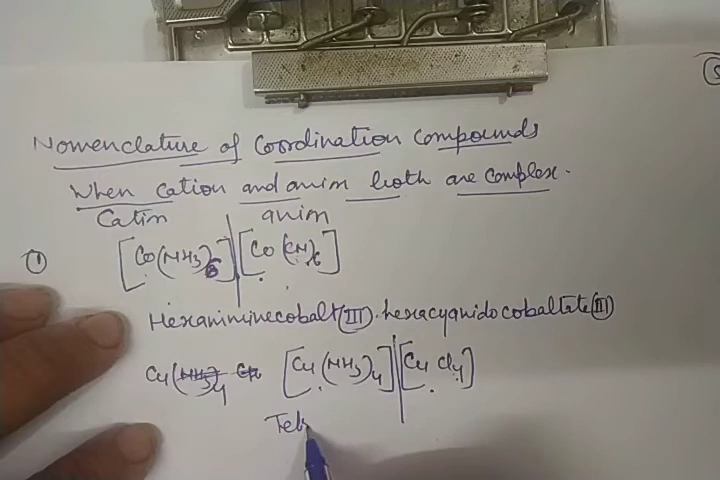 Nomenclature of Coordination Compounds
When cation and anion both are complex.
Cation anion
① [Co(NH3)6] [Co(CN)6]
Hexamminecobalt(III).hexacyanidocobaltate(III)
Cu(NH3)4 [Cu(NH3)4] [CuCl4]
Tet